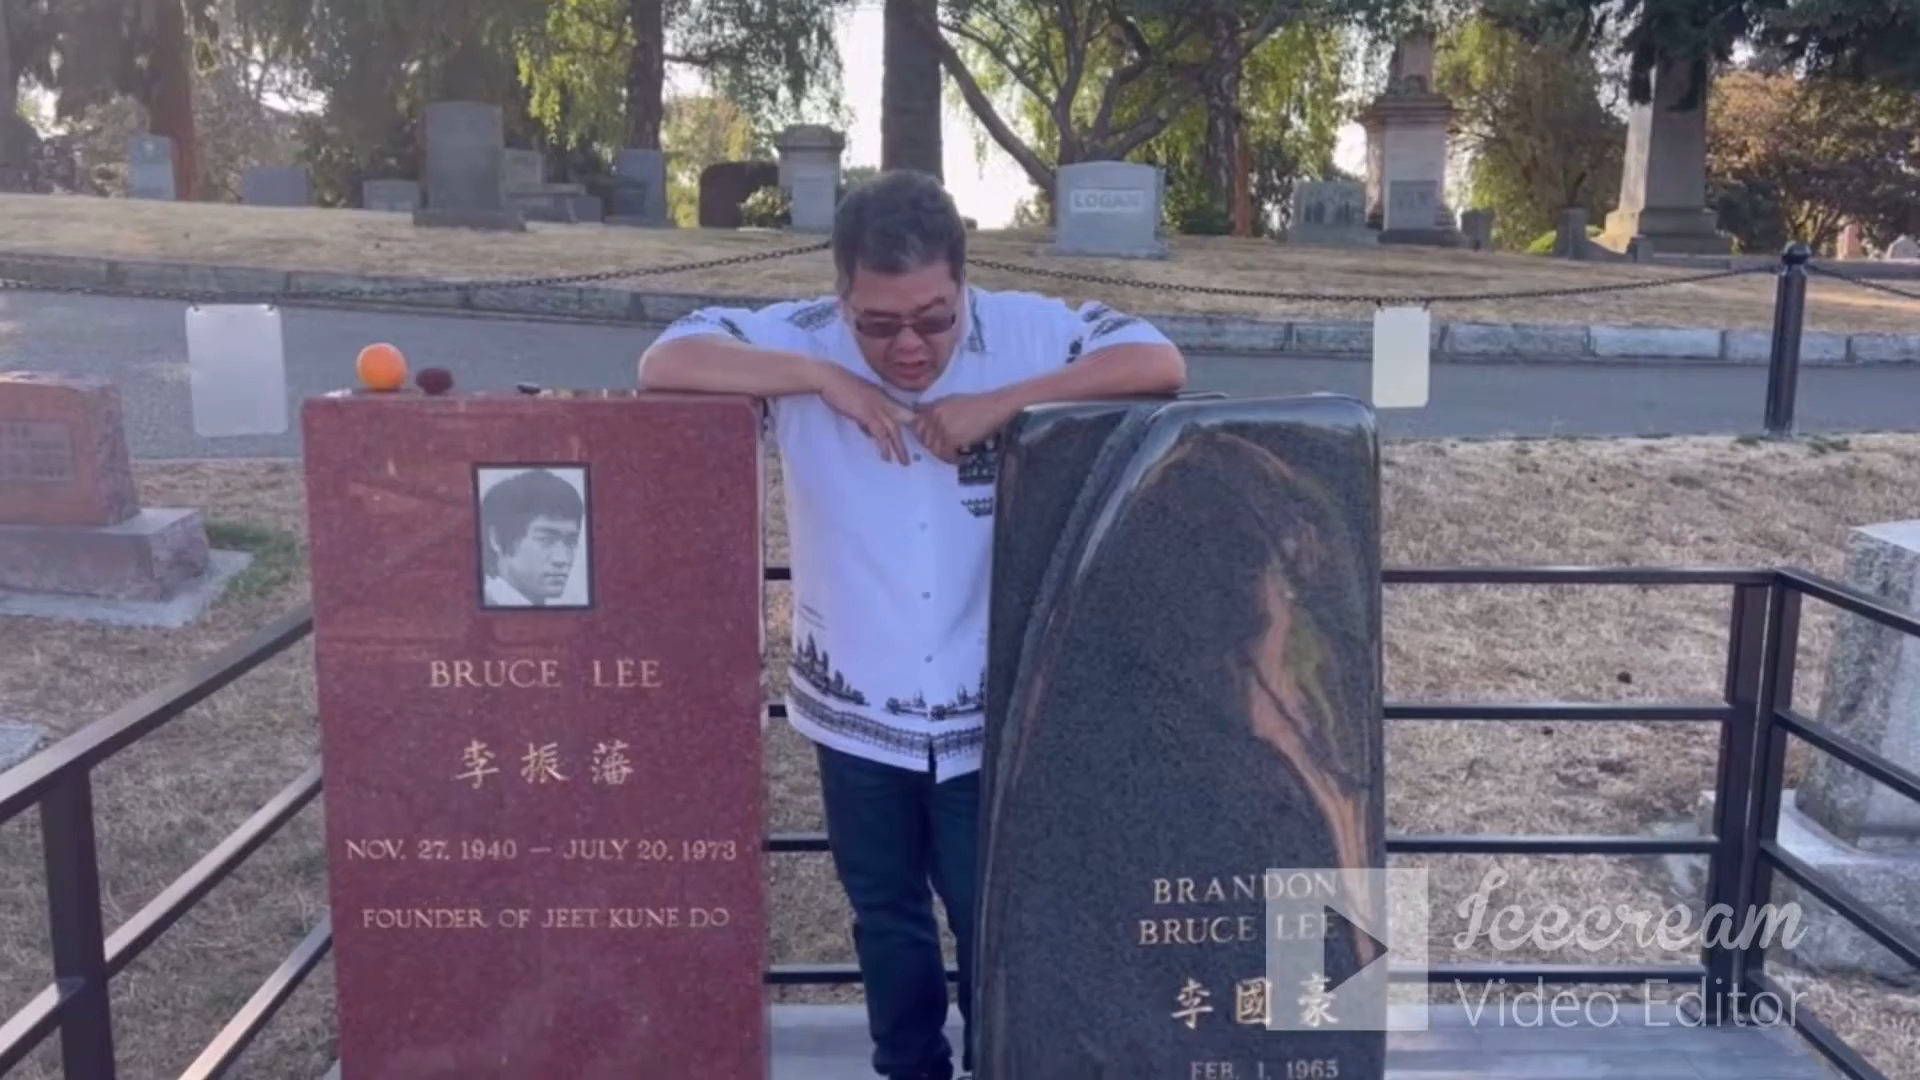 LOGAN
BRUCE LEE
李振藩
NOV. 27, 1940 — JULY 20, 1973
FOUNDER OF JEET KUNE DO
BRANDON
BRUCE LEE
李國豪
FEB. 1, 1965
Icecream
Video Editor